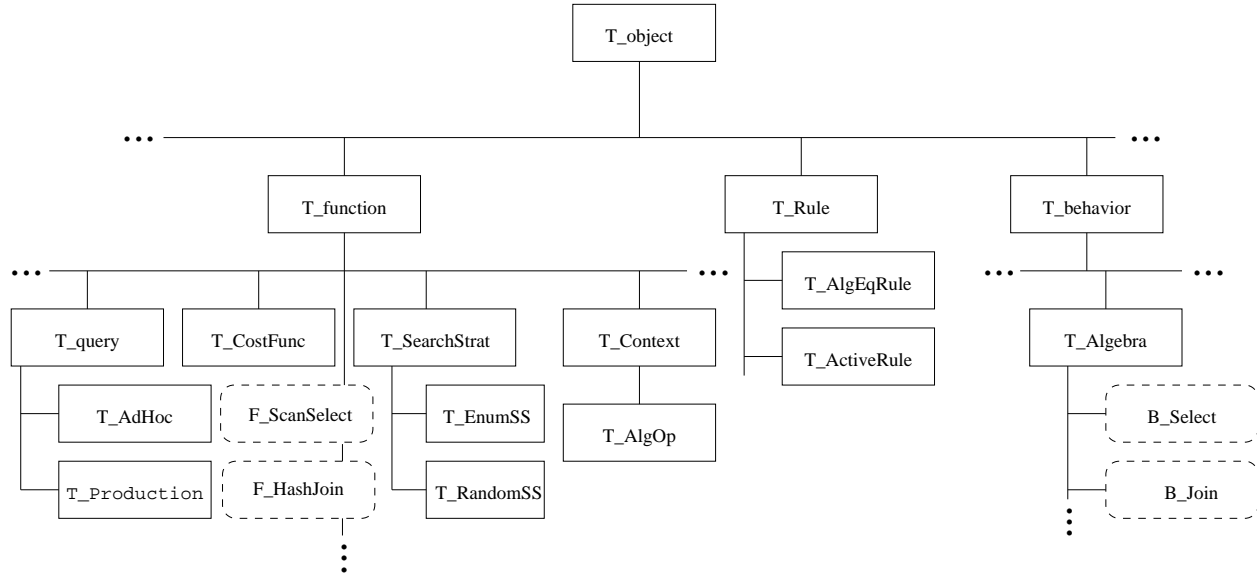 T_object
T_function
T_Rule
T_behavior
T_AlgEqRule
T_query
T_CostFunc
T_SearchStrat
T_Context
T_Algebra
T_ActiveRule
T_AdHoc
F_ScanSelect
T_EnumSS
B_Select
T_AlgOp
T_Production
F_HashJoin
T_RandomSS
B_Join